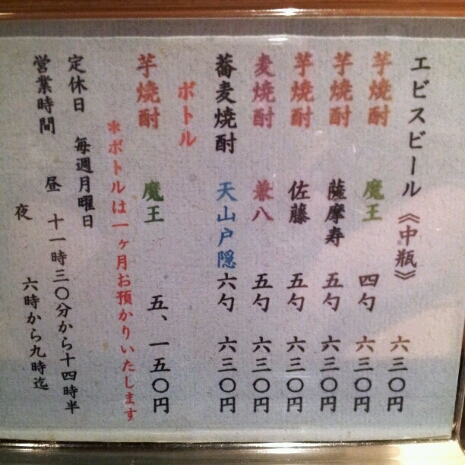 エビスビール《中瓶》 六三〇円
芋焼酎 魔王 四勺 六三〇円
芋焼酎 薩摩寿 五勺 六三〇円
芋焼酎 佐藤 五勺 六三〇円
麦焼酎 兼八 五勺 六三〇円
蕎麦焼酎 天山戸隠 六勺 六三〇円
ボトル
芋焼酎 魔王 五、一五〇円
*ボトルは一ヶ月お預かりいたします
定休日 毎週月曜日
営業時間 昼 十一時三〇分から十四時半
夜 六時から九時迄